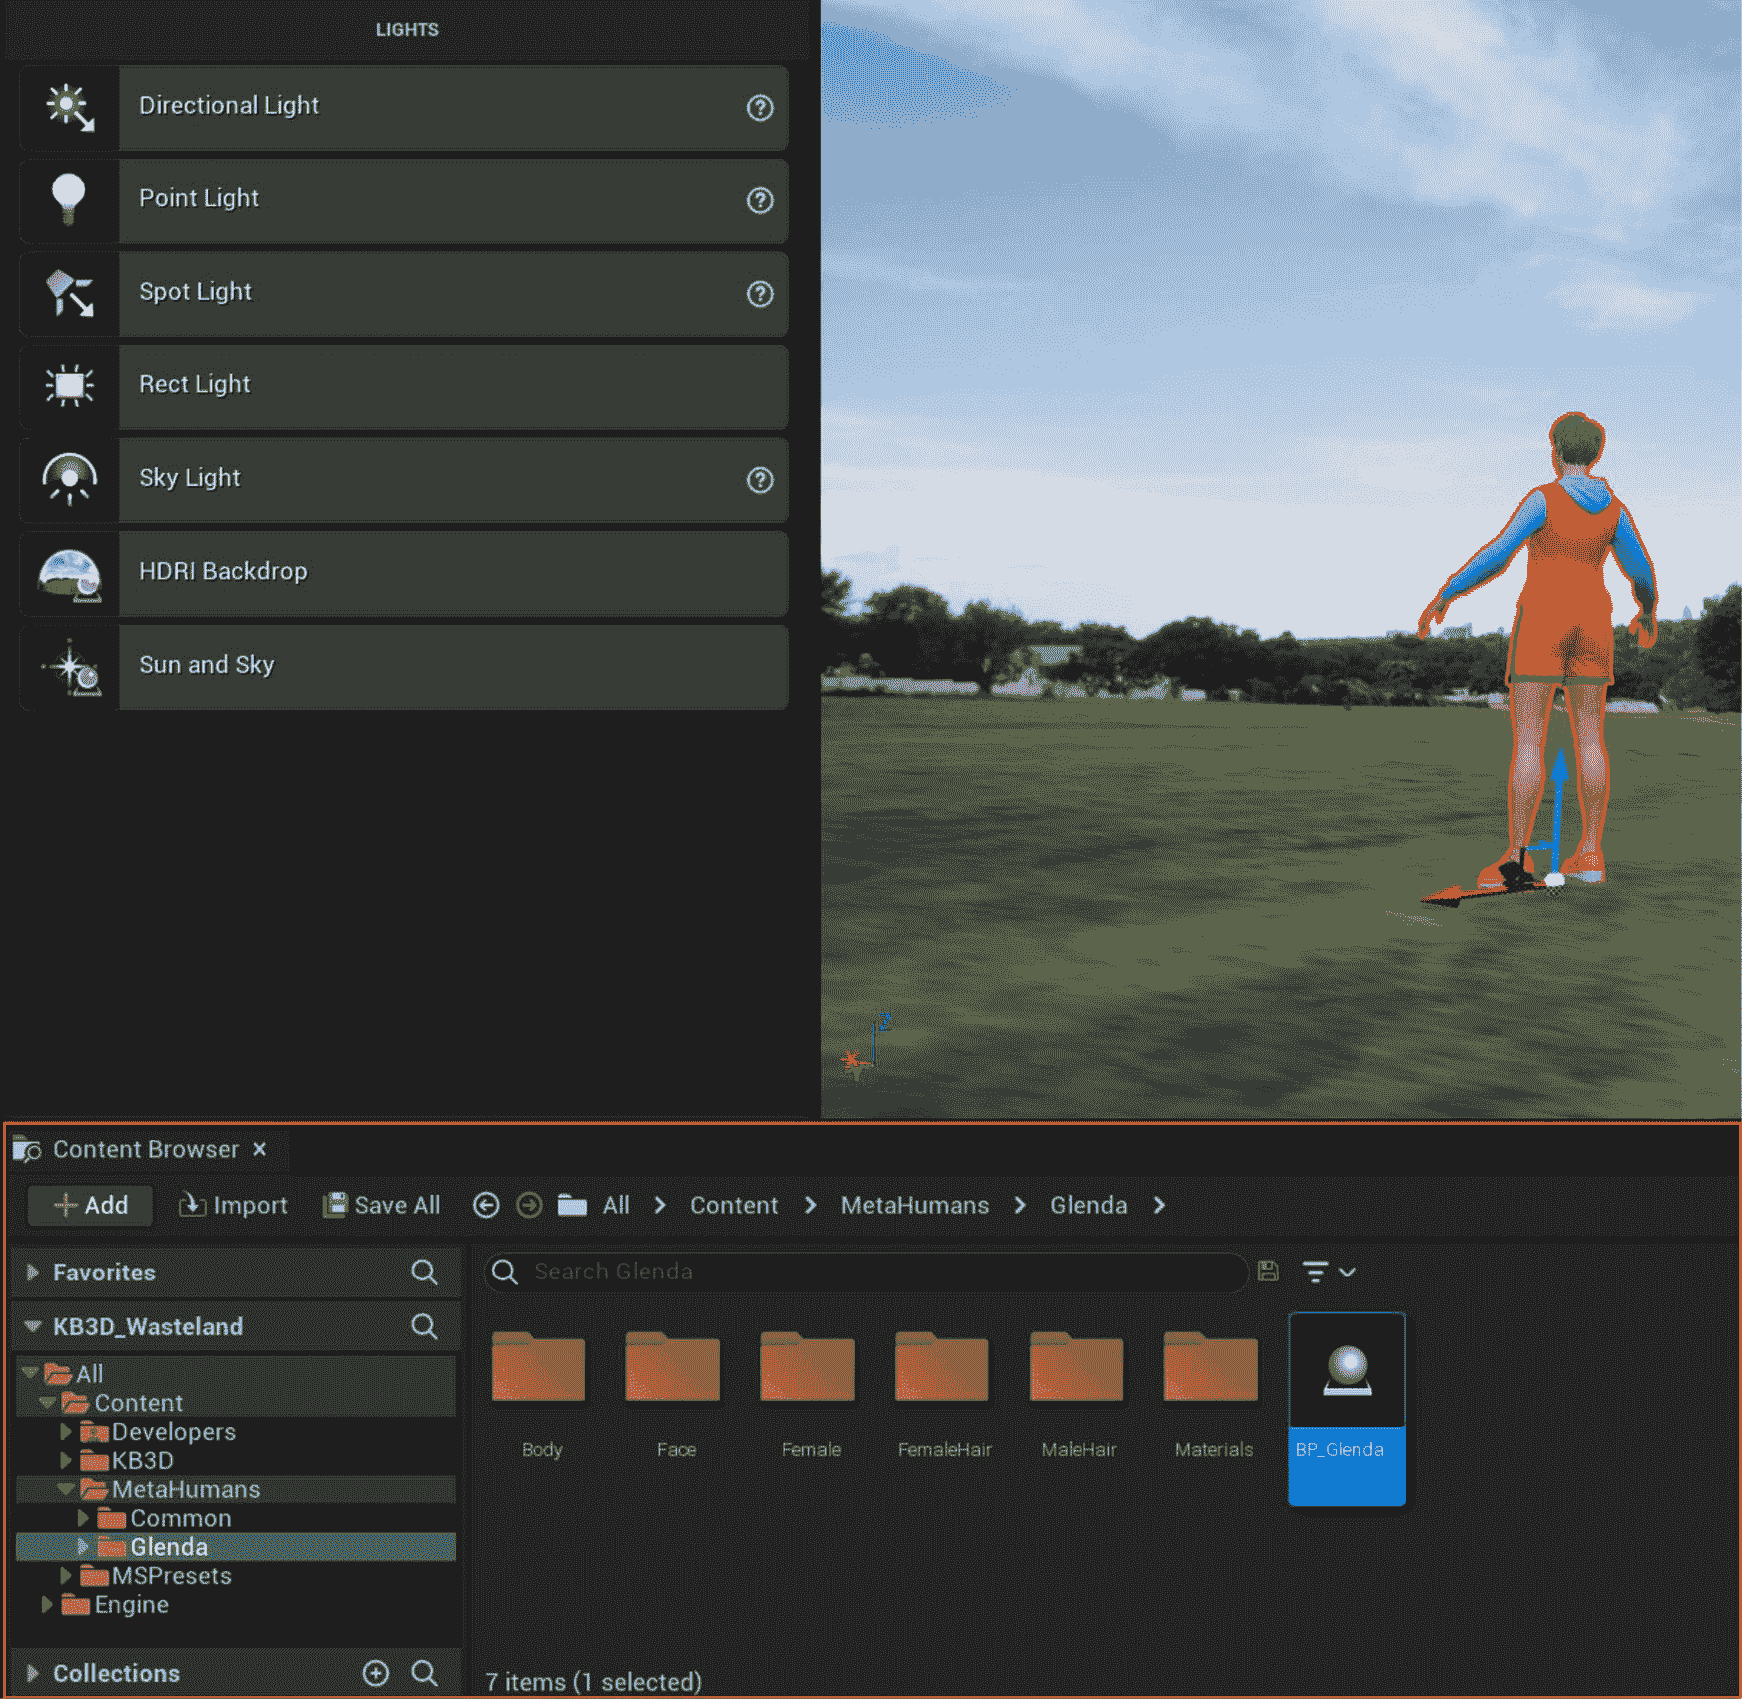 LIGHTS
Directional Light
Point Light
Spot Light
Rect Light
Sky Light
HDRI Backdrop
Sun and Sky
Content Browser
Add Import Save All All > Content > MetaHumans > Glenda >
Favorites
Search Glenda
KB3D_Wasteland
All
Content
Developers
KB3D
MetaHumans
Common
Glenda
MSPresets
Engine
Collections
Body Face Female FemaleHair MaleHair Materials BP_Glenda
7 items (1 selected)